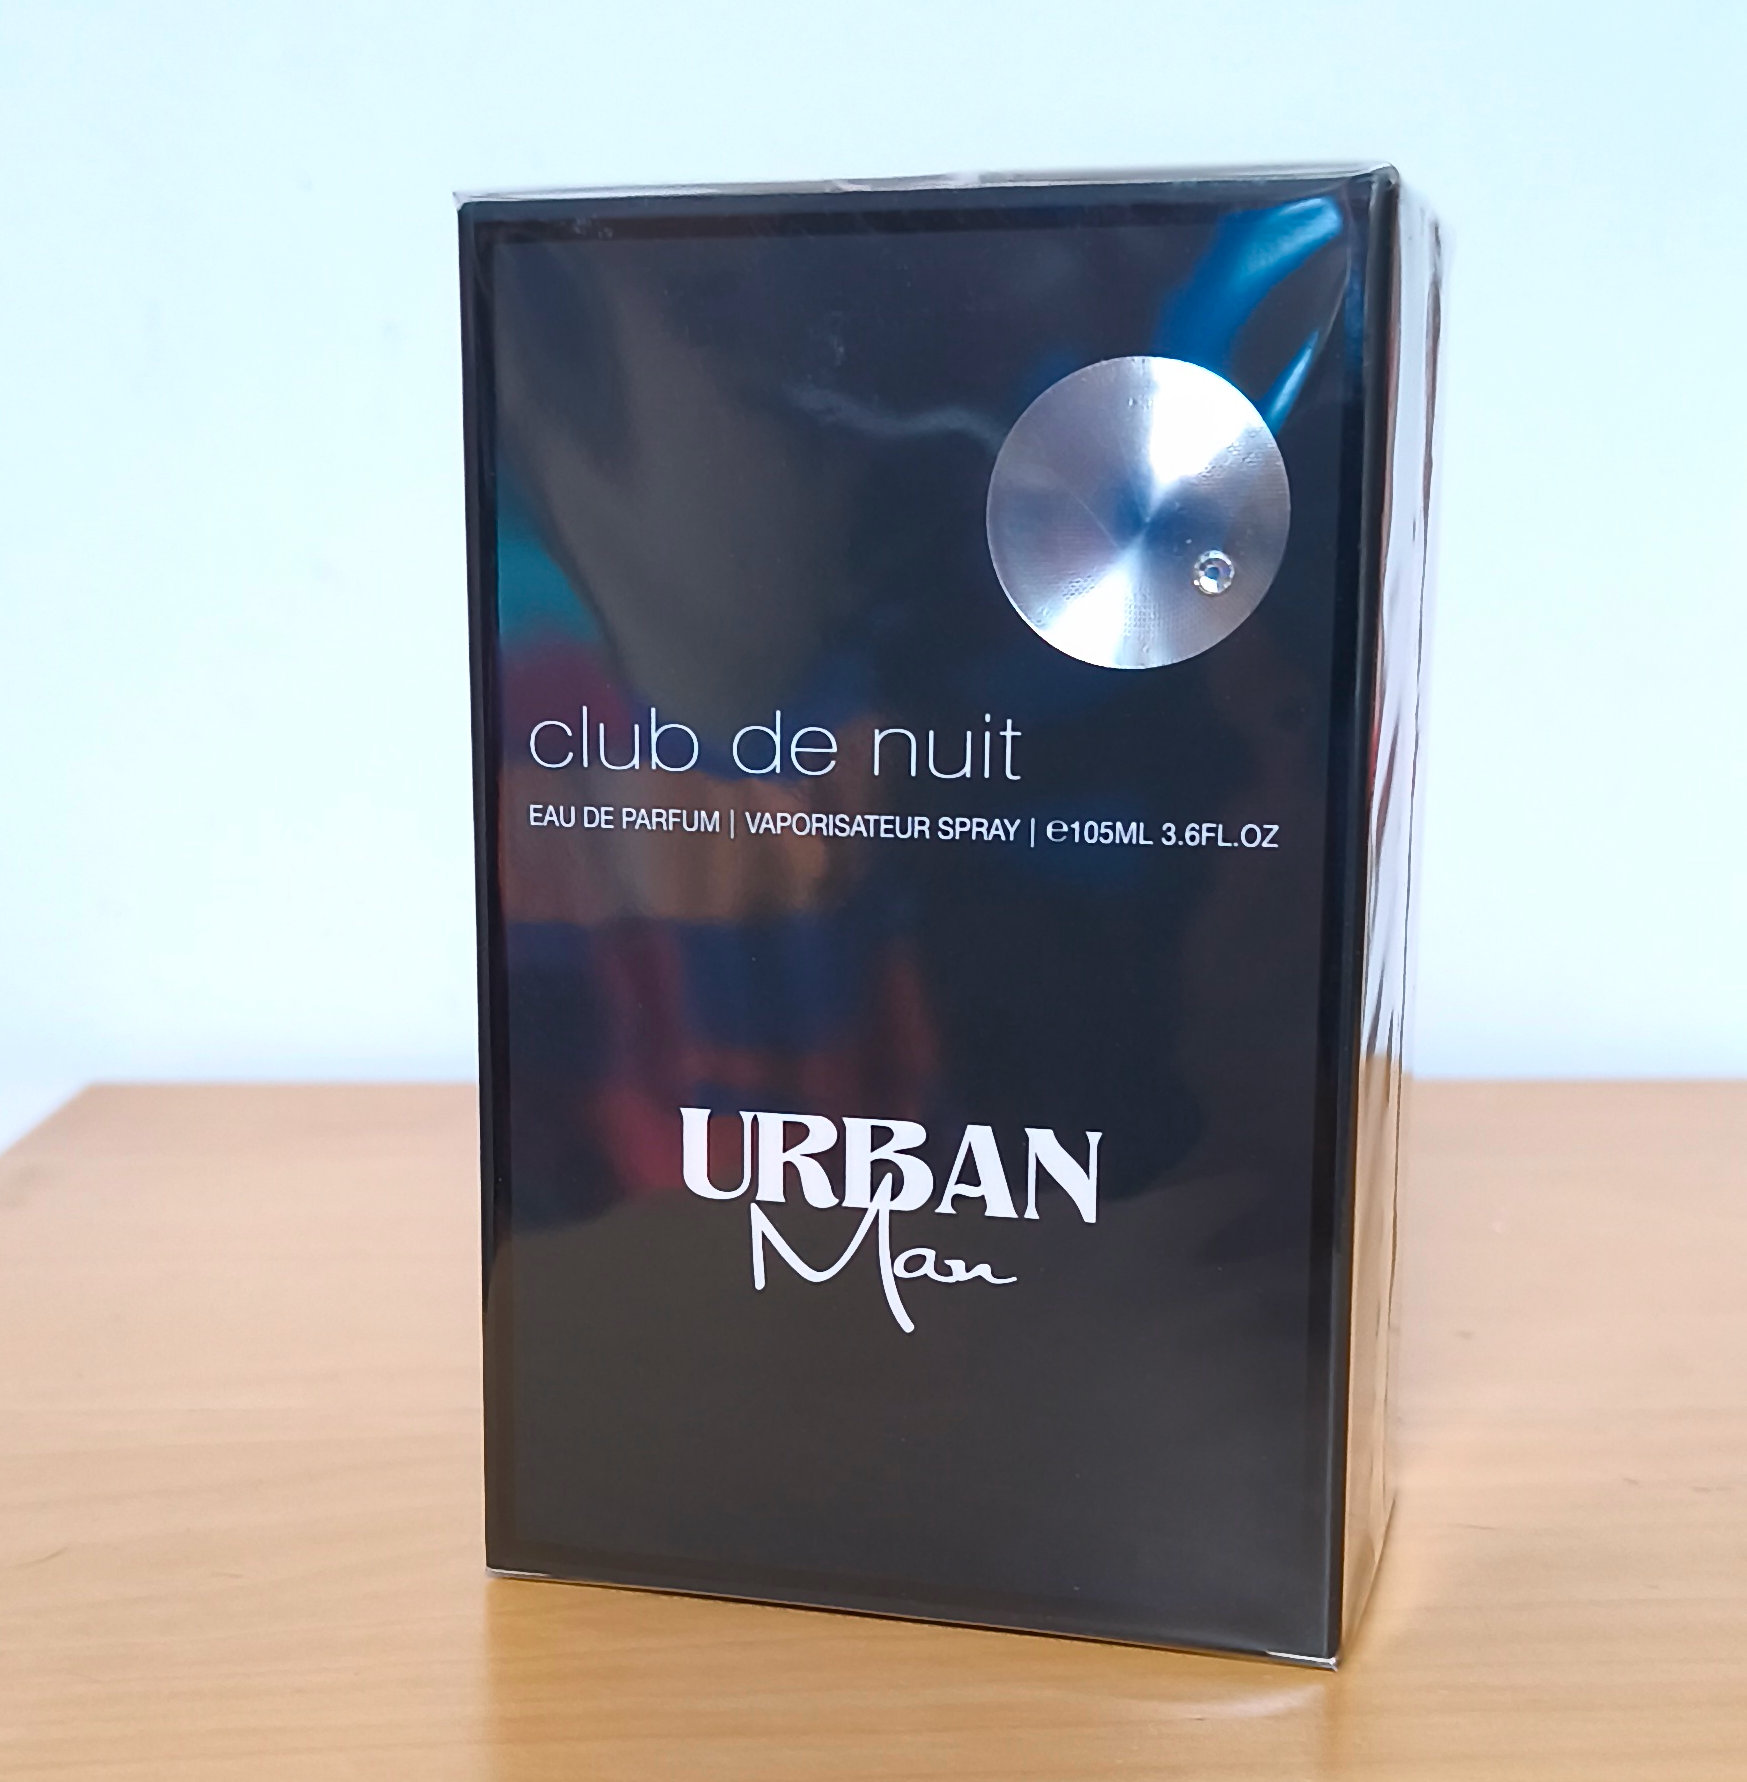 club de nuit
EAU DE PARFUM | VAPORISATEUR SPRAY | ℮105ML 3.6FL.OZ
URBAN
Man